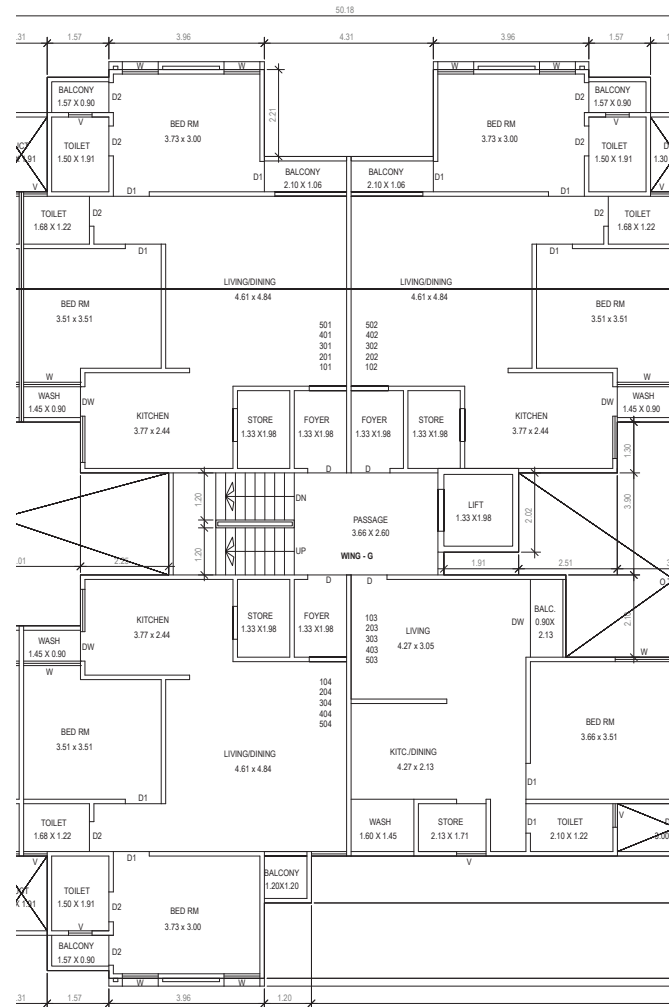 50.18
.31 1.57 3.96 4.31 3.96 1.57
W W W W
BALCONY
1.57 X 0.90
D2
BED RM
3.73 x 3.00
2.21
BED RM
3.73 x 3.00
D2
BALCONY
1.57 X 0.90
V V
TOILET
1.50 X 1.91
D2
D2
TOILET
1.50 X 1.91
1.30
BALCONY
2.10 X 1.06
BALCONY
2.10 X 1.06
V D1 D1 D1 V
TOILET
1.68 X 1.22
D2
D2
TOILET
1.68 X 1.22
D1 D1
LIVING/DINING
4.61 x 4.84
LIVING/DINING
4.61 x 4.84
BED RM
3.51 x 3.51
BED RM
3.51 x 3.51
501
401
301
201
101
502
402
302
202
102
W W
WASH
1.45 X 0.90
DW
DW
WASH
1.45 X 0.90
KITCHEN
3.77 x 2.44
STORE
1.33 X1.98
FOYER
1.33 X1.98
FOYER
1.33 X1.98
STORE
1.33 X1.98
KITCHEN
3.77 x 2.44
1.30
D D
1.20
DN
LIFT
1.33 X1.98
2.02
3.90
PASSAGE
3.66 X 2.60
1.20
UP
WING - G
.01
1.91 2.51
D D
KITCHEN
3.77 x 2.44
STORE
1.33 X1.98
FOYER
1.33 X1.98
103
203
303
403
503
LIVING
4.27 x 3.05
DW
BALC.
0.90X
2.13
WASH
1.45 X 0.90
DW
W
W
104
204
304
404
504
BED RM
3.51 x 3.51
LIVING/DINING
4.61 x 4.84
KITC./DINING
4.27 x 2.13
BED RM
3.66 x 3.51
D1
D1
TOILET
1.68 X 1.22
D2
WASH
1.60 X 1.45
STORE
2.13 X 1.71
D1
TOILET
2.10 X 1.22
V
3.00
V D1 V
TOILET
1.50 X 1.91
D2
BALCONY
1.20X1.20
BED RM
3.73 x 3.00
V
BALCONY
1.57 X 0.90
D2
W W
.31 1.57 3.96 1.20